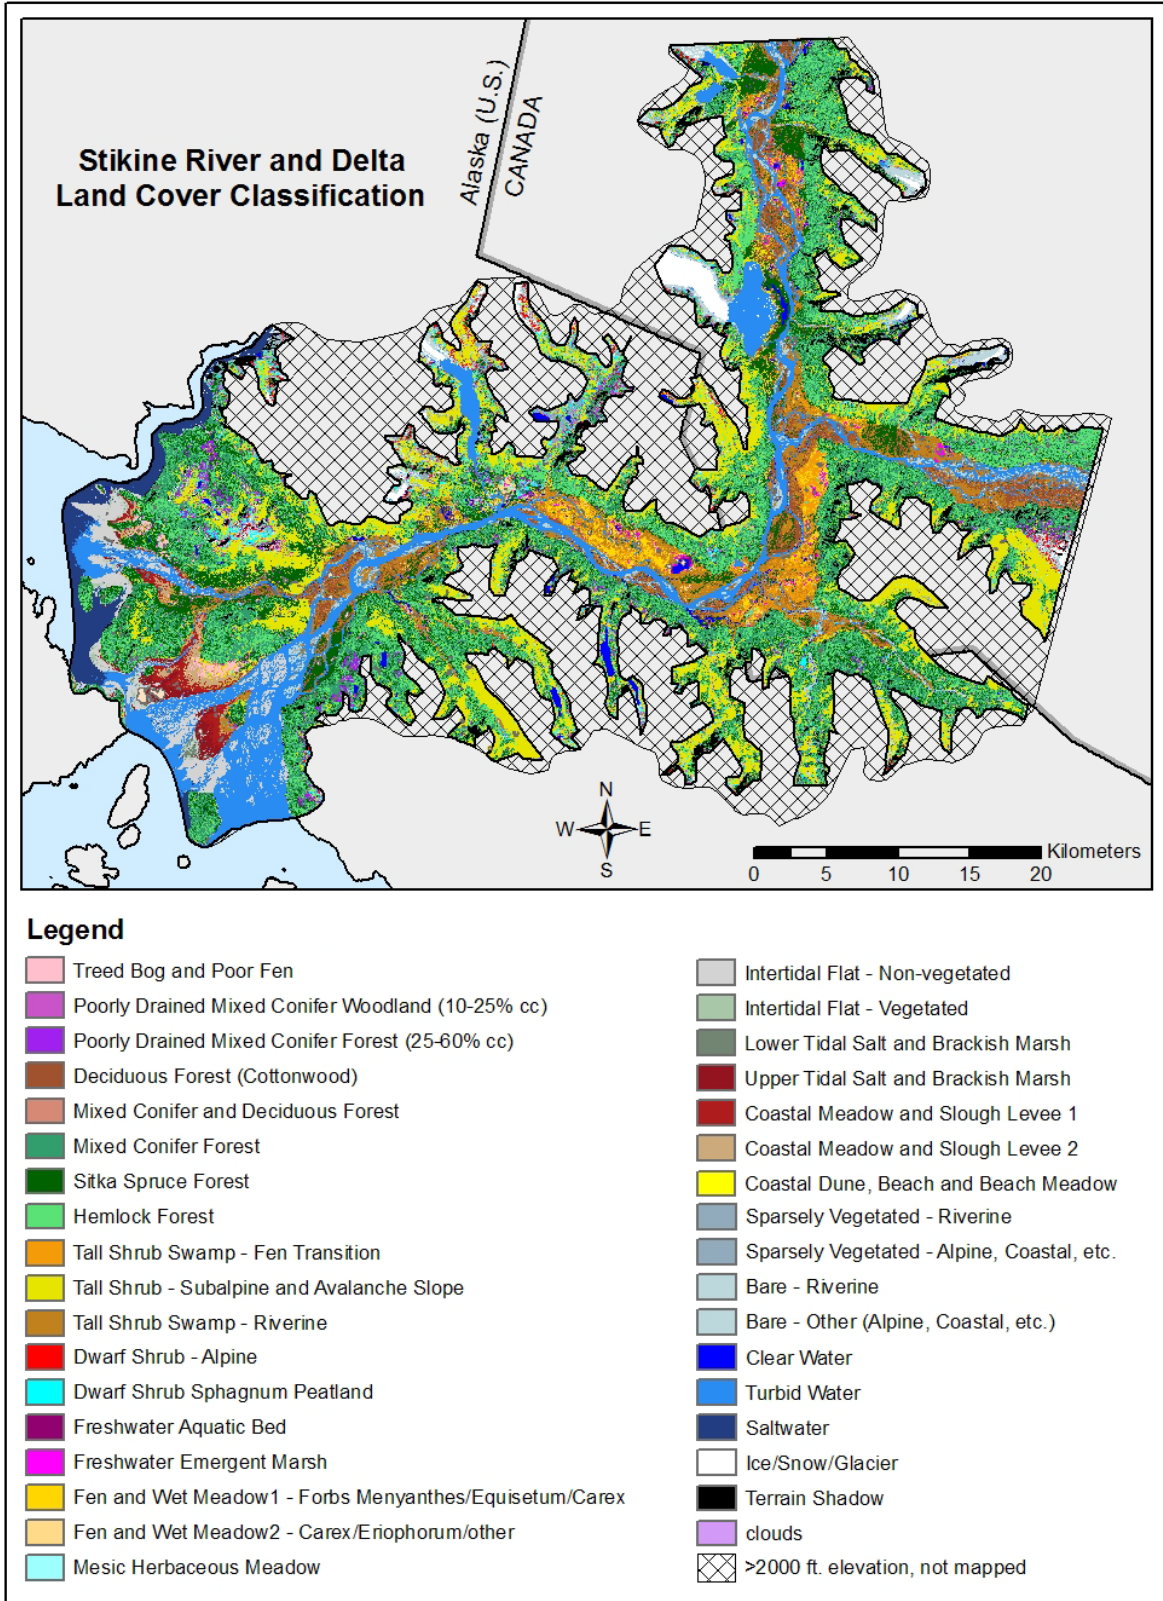 Stikine River and Delta
Land Cover Classification
Alaska (U.S.)
CANADA
N
W
E
S
Kilometers
0 5 10 15 20
Legend
Treed Bog and Poor Fen
Poorly Drained Mixed Conifer Woodland (10-25% cc)
Poorly Drained Mixed Conifer Forest (25-60% cc)
Deciduous Forest (Cottonwood)
Mixed Conifer and Deciduous Forest
Mixed Conifer Forest
Sitka Spruce Forest
Hemlock Forest
Tall Shrub Swamp - Fen Transition
Tall Shrub - Subalpine and Avalanche Slope
Tall Shrub Swamp - Riverine
Dwarf Shrub - Alpine
Dwarf Shrub Sphagnum Peatland
Freshwater Aquatic Bed
Freshwater Emergent Marsh
Fen and Wet Meadow1 - Forbs Menyanthes/Equisetum/Carex
Fen and Wet Meadow2 - Carex/Eriophorum/other
Mesic Herbaceous Meadow
Intertidal Flat - Non-vegetated
Intertidal Flat - Vegetated
Lower Tidal Salt and Brackish Marsh
Upper Tidal Salt and Brackish Marsh
Coastal Meadow and Slough Levee 1
Coastal Meadow and Slough Levee 2
Coastal Dune, Beach and Beach Meadow
Sparsely Vegetated - Riverine
Sparsely Vegetated - Alpine, Coastal, etc.
Bare - Riverine
Bare - Other (Alpine, Coastal, etc.)
Clear Water
Turbid Water
Saltwater
Ice/Snow/Glacier
Terrain Shadow
clouds
>2000 ft. elevation, not mapped